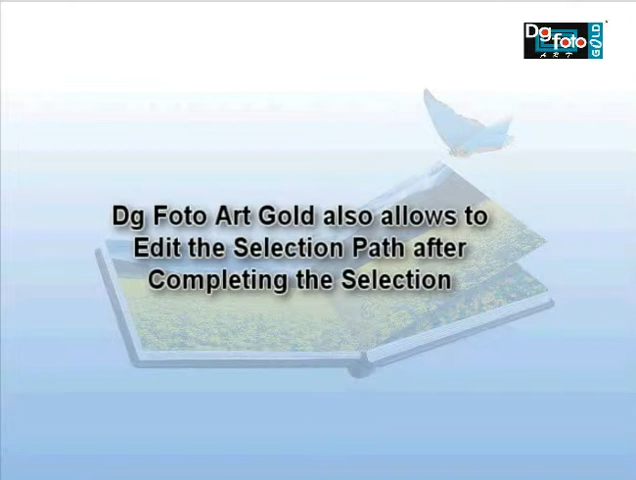 Dg
foto
ART
GOLD
Dg Foto Art Gold also allows to
Edit the Selection Path after
Completing the Selection